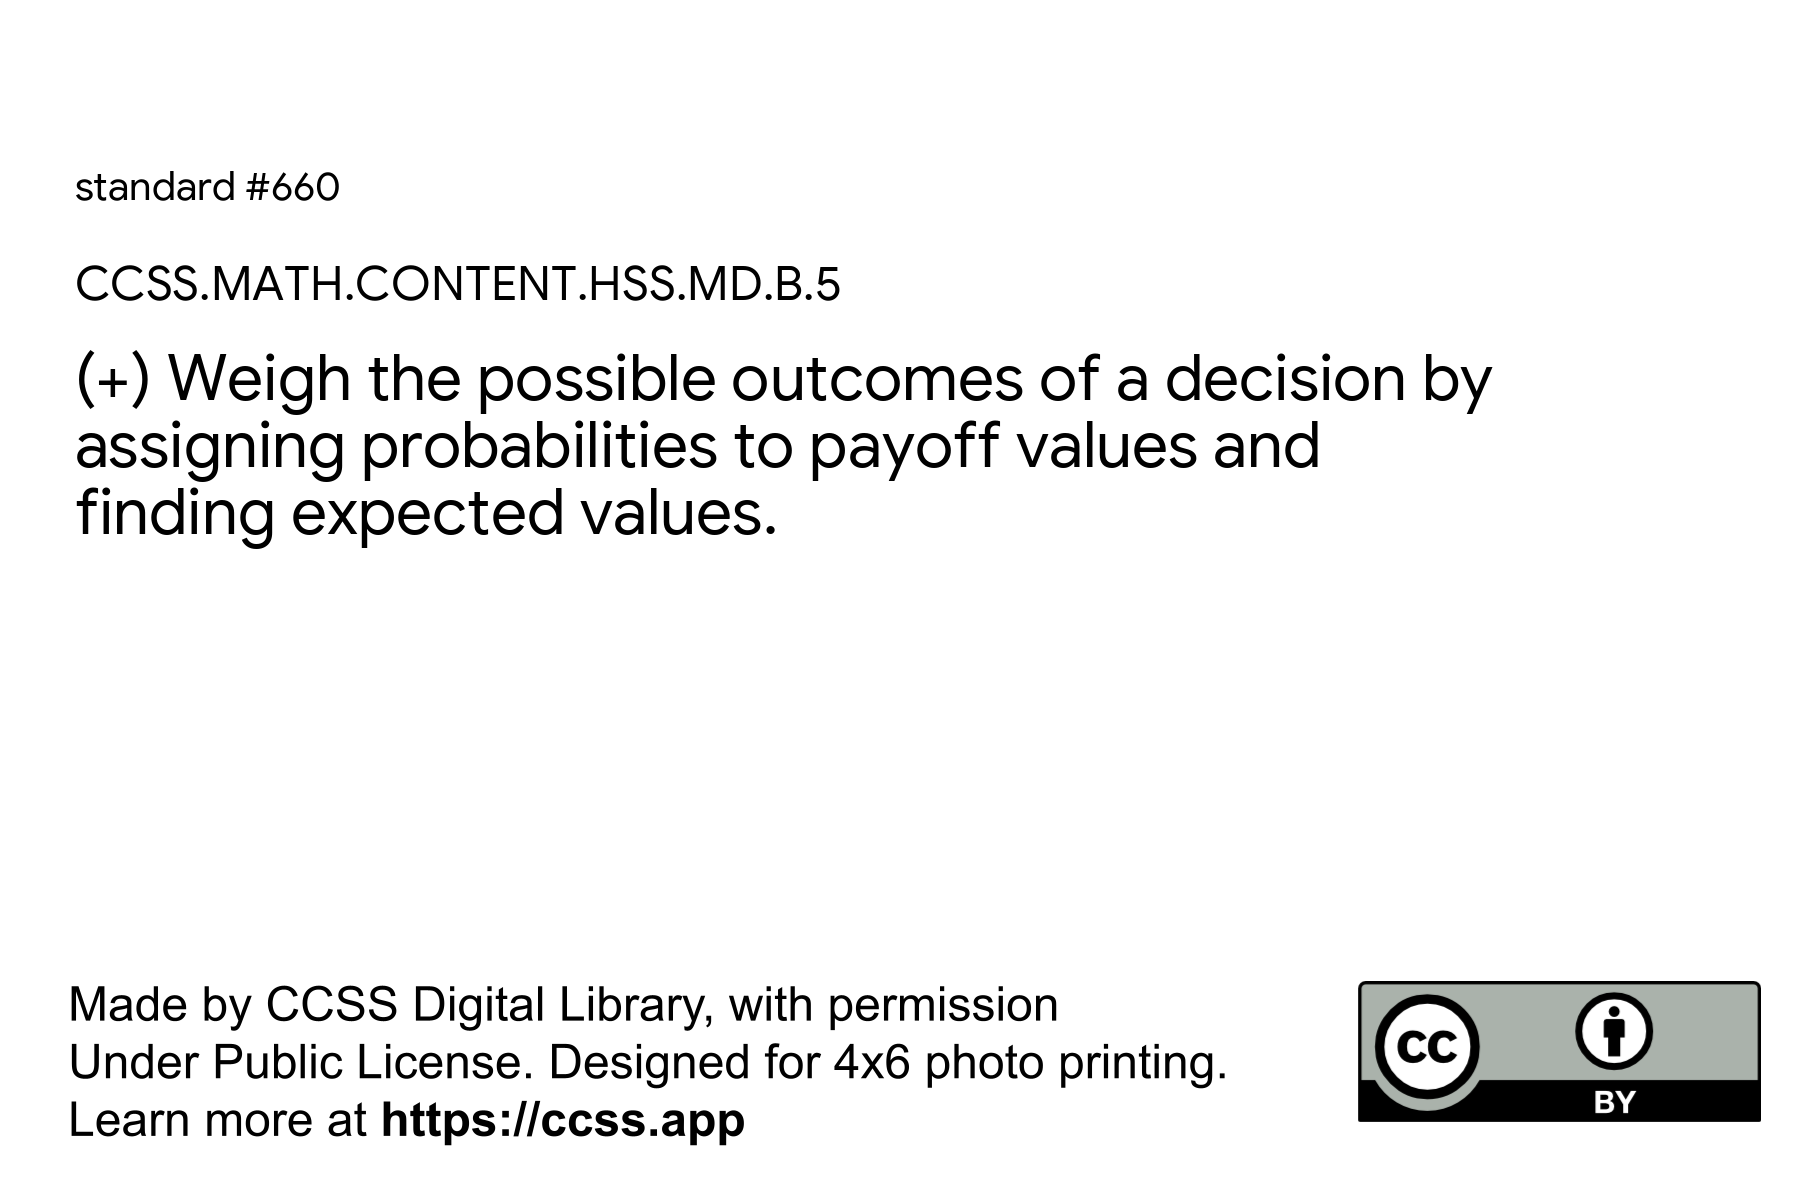 standard #660
CCSS.MATH.CONTENT.HSS.MD.B.5
(+) Weigh the possible outcomes of a decision by
assigning probabilities to payoff values and
finding expected values.
Made by CCSS Digital Library, with permission
Under Public License. Designed for 4x6 photo printing.
Learn more at https://ccss.app
cc
BY